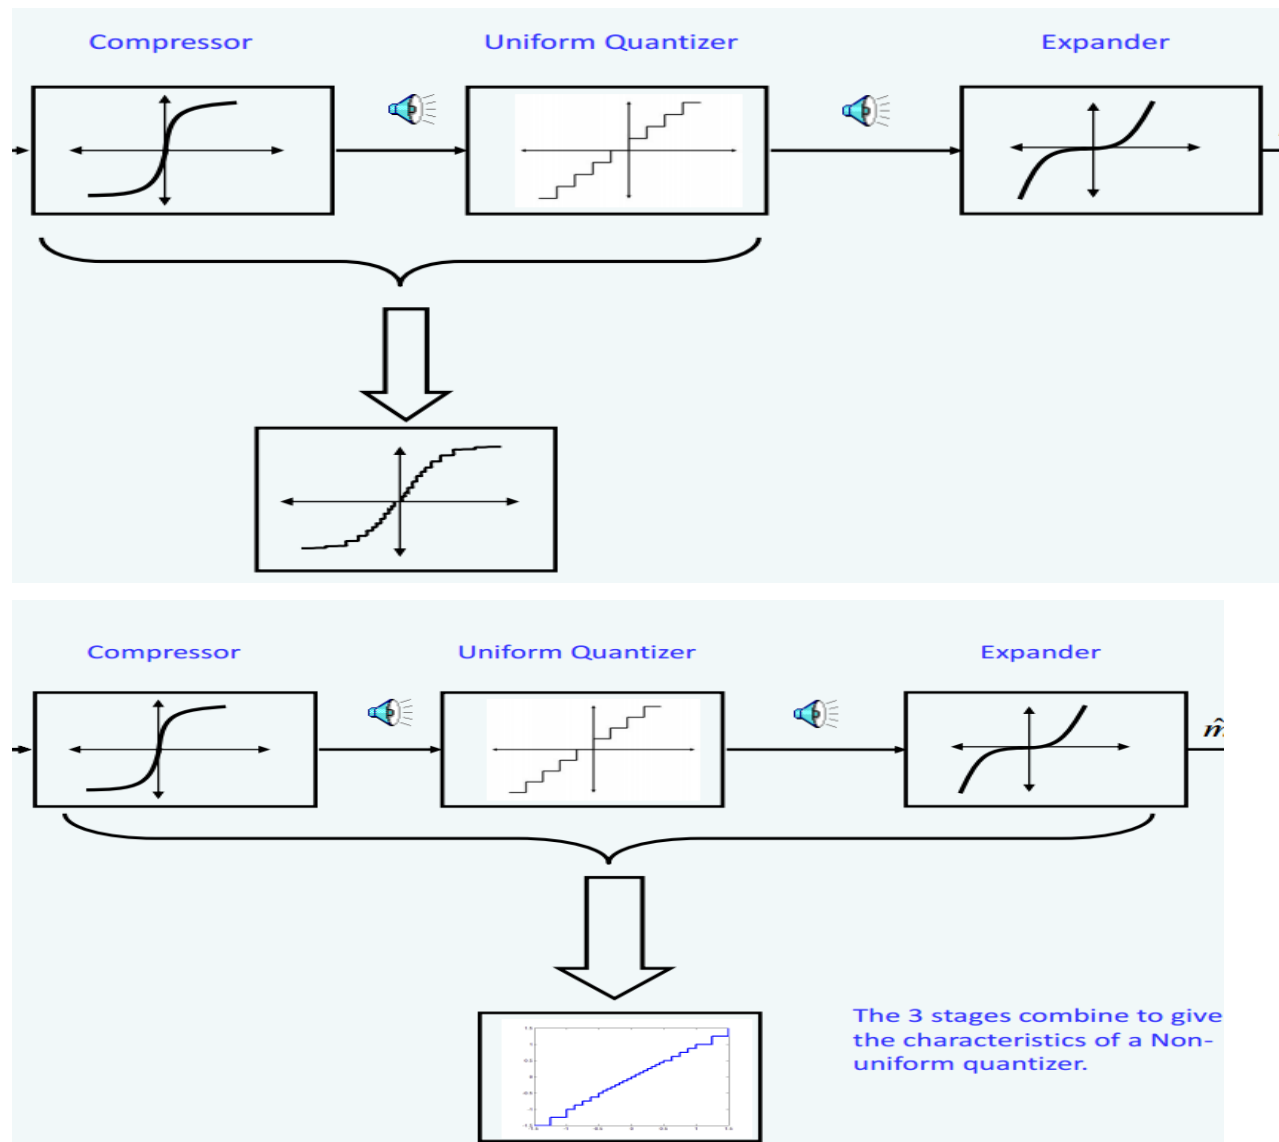 Compressor
Uniform Quantizer
Expander
Compressor
Uniform Quantizer
Expander
m̂
The 3 stages combine to give
the characteristics of a Non-
uniform quantizer.